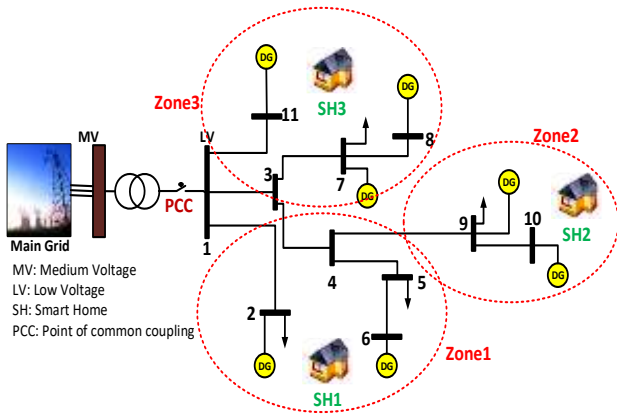 DG
SH3
DG
Zone3
11
MV
LV
8
Zone2
3
7
DG
DG
PCC
9
10
SH2
Main Grid
1
4
DG
MV: Medium Voltage
LV: Low Voltage
SH: Smart Home
PCC: Point of common coupling
2
5
6
Zone1
DG
SH1
DG